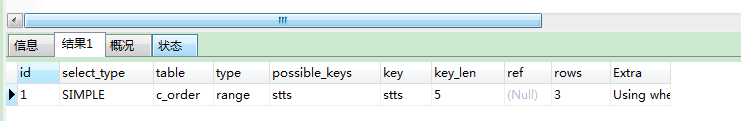 信息 结果1 概况 状态
id select_type table type possible_keys key key_len ref rows Extra
1 SIMPLE c_order range stts stts 5 (Null) 3 Using whe